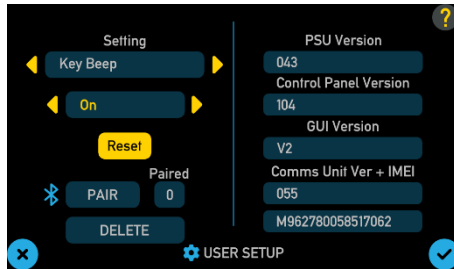 ?
Setting
Key Beep
On
Reset
Paired
PAIR
0
DELETE
PSU Version
043
Control Panel Version
104
GUI Version
V2
Comms Unit Ver + IMEI
055
M962780058517062
USER SETUP